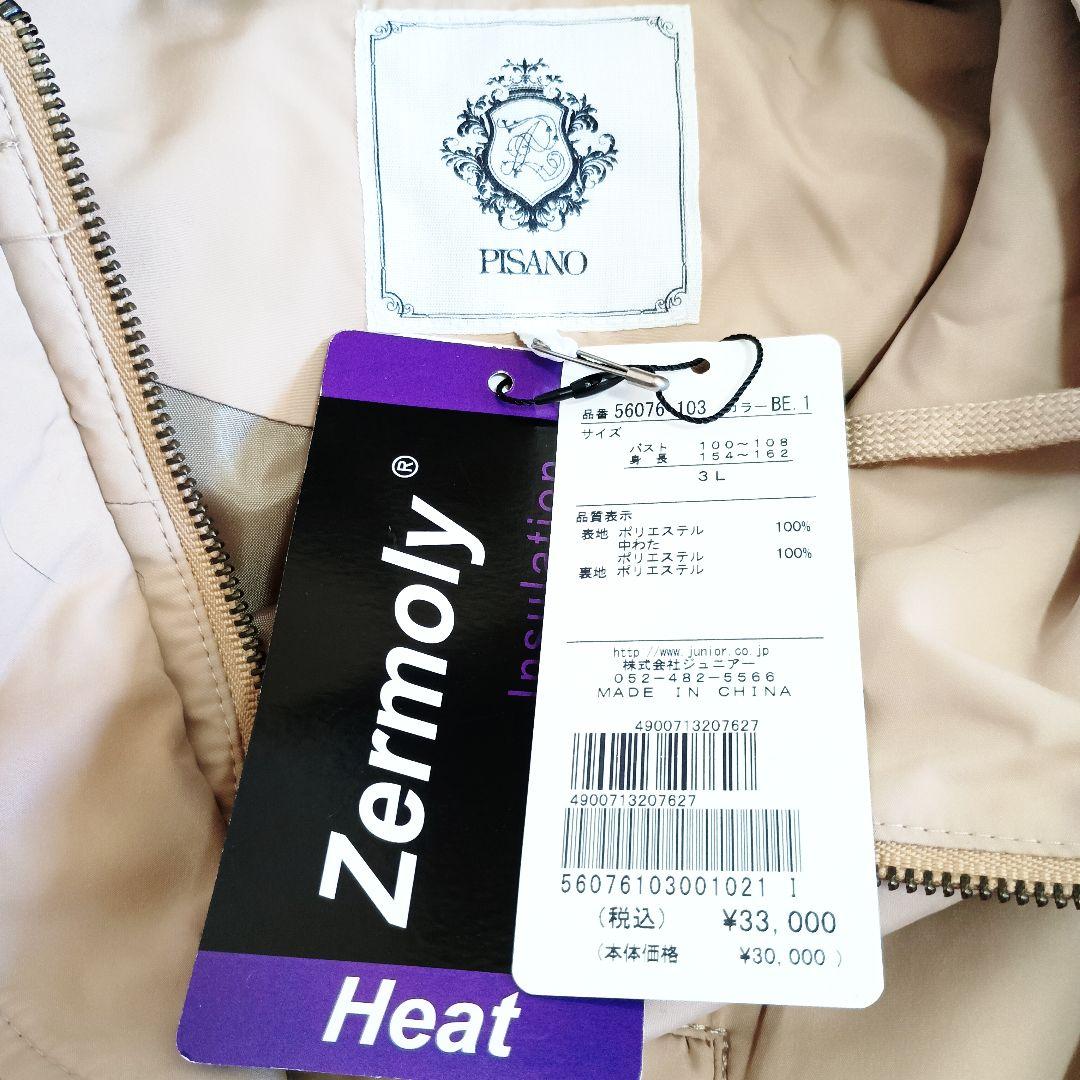 PISANO
Zermoly®
Insulation
Heat
品番 56076 103 カラー BE.1
サイズ
バスト 100～108
身長 154～162
3L
品質表示
表地 ポリエステル 100%
中わた
ポリエステル 100%
裏地 ポリエステル
http://www.junior.co.jp
株式会社ジュニアー
052-482-5566
MADE IN CHINA
4900713207627
4900713207627
56076103001021 I
(税込) ¥33,000
(本体価格 ¥30,000)